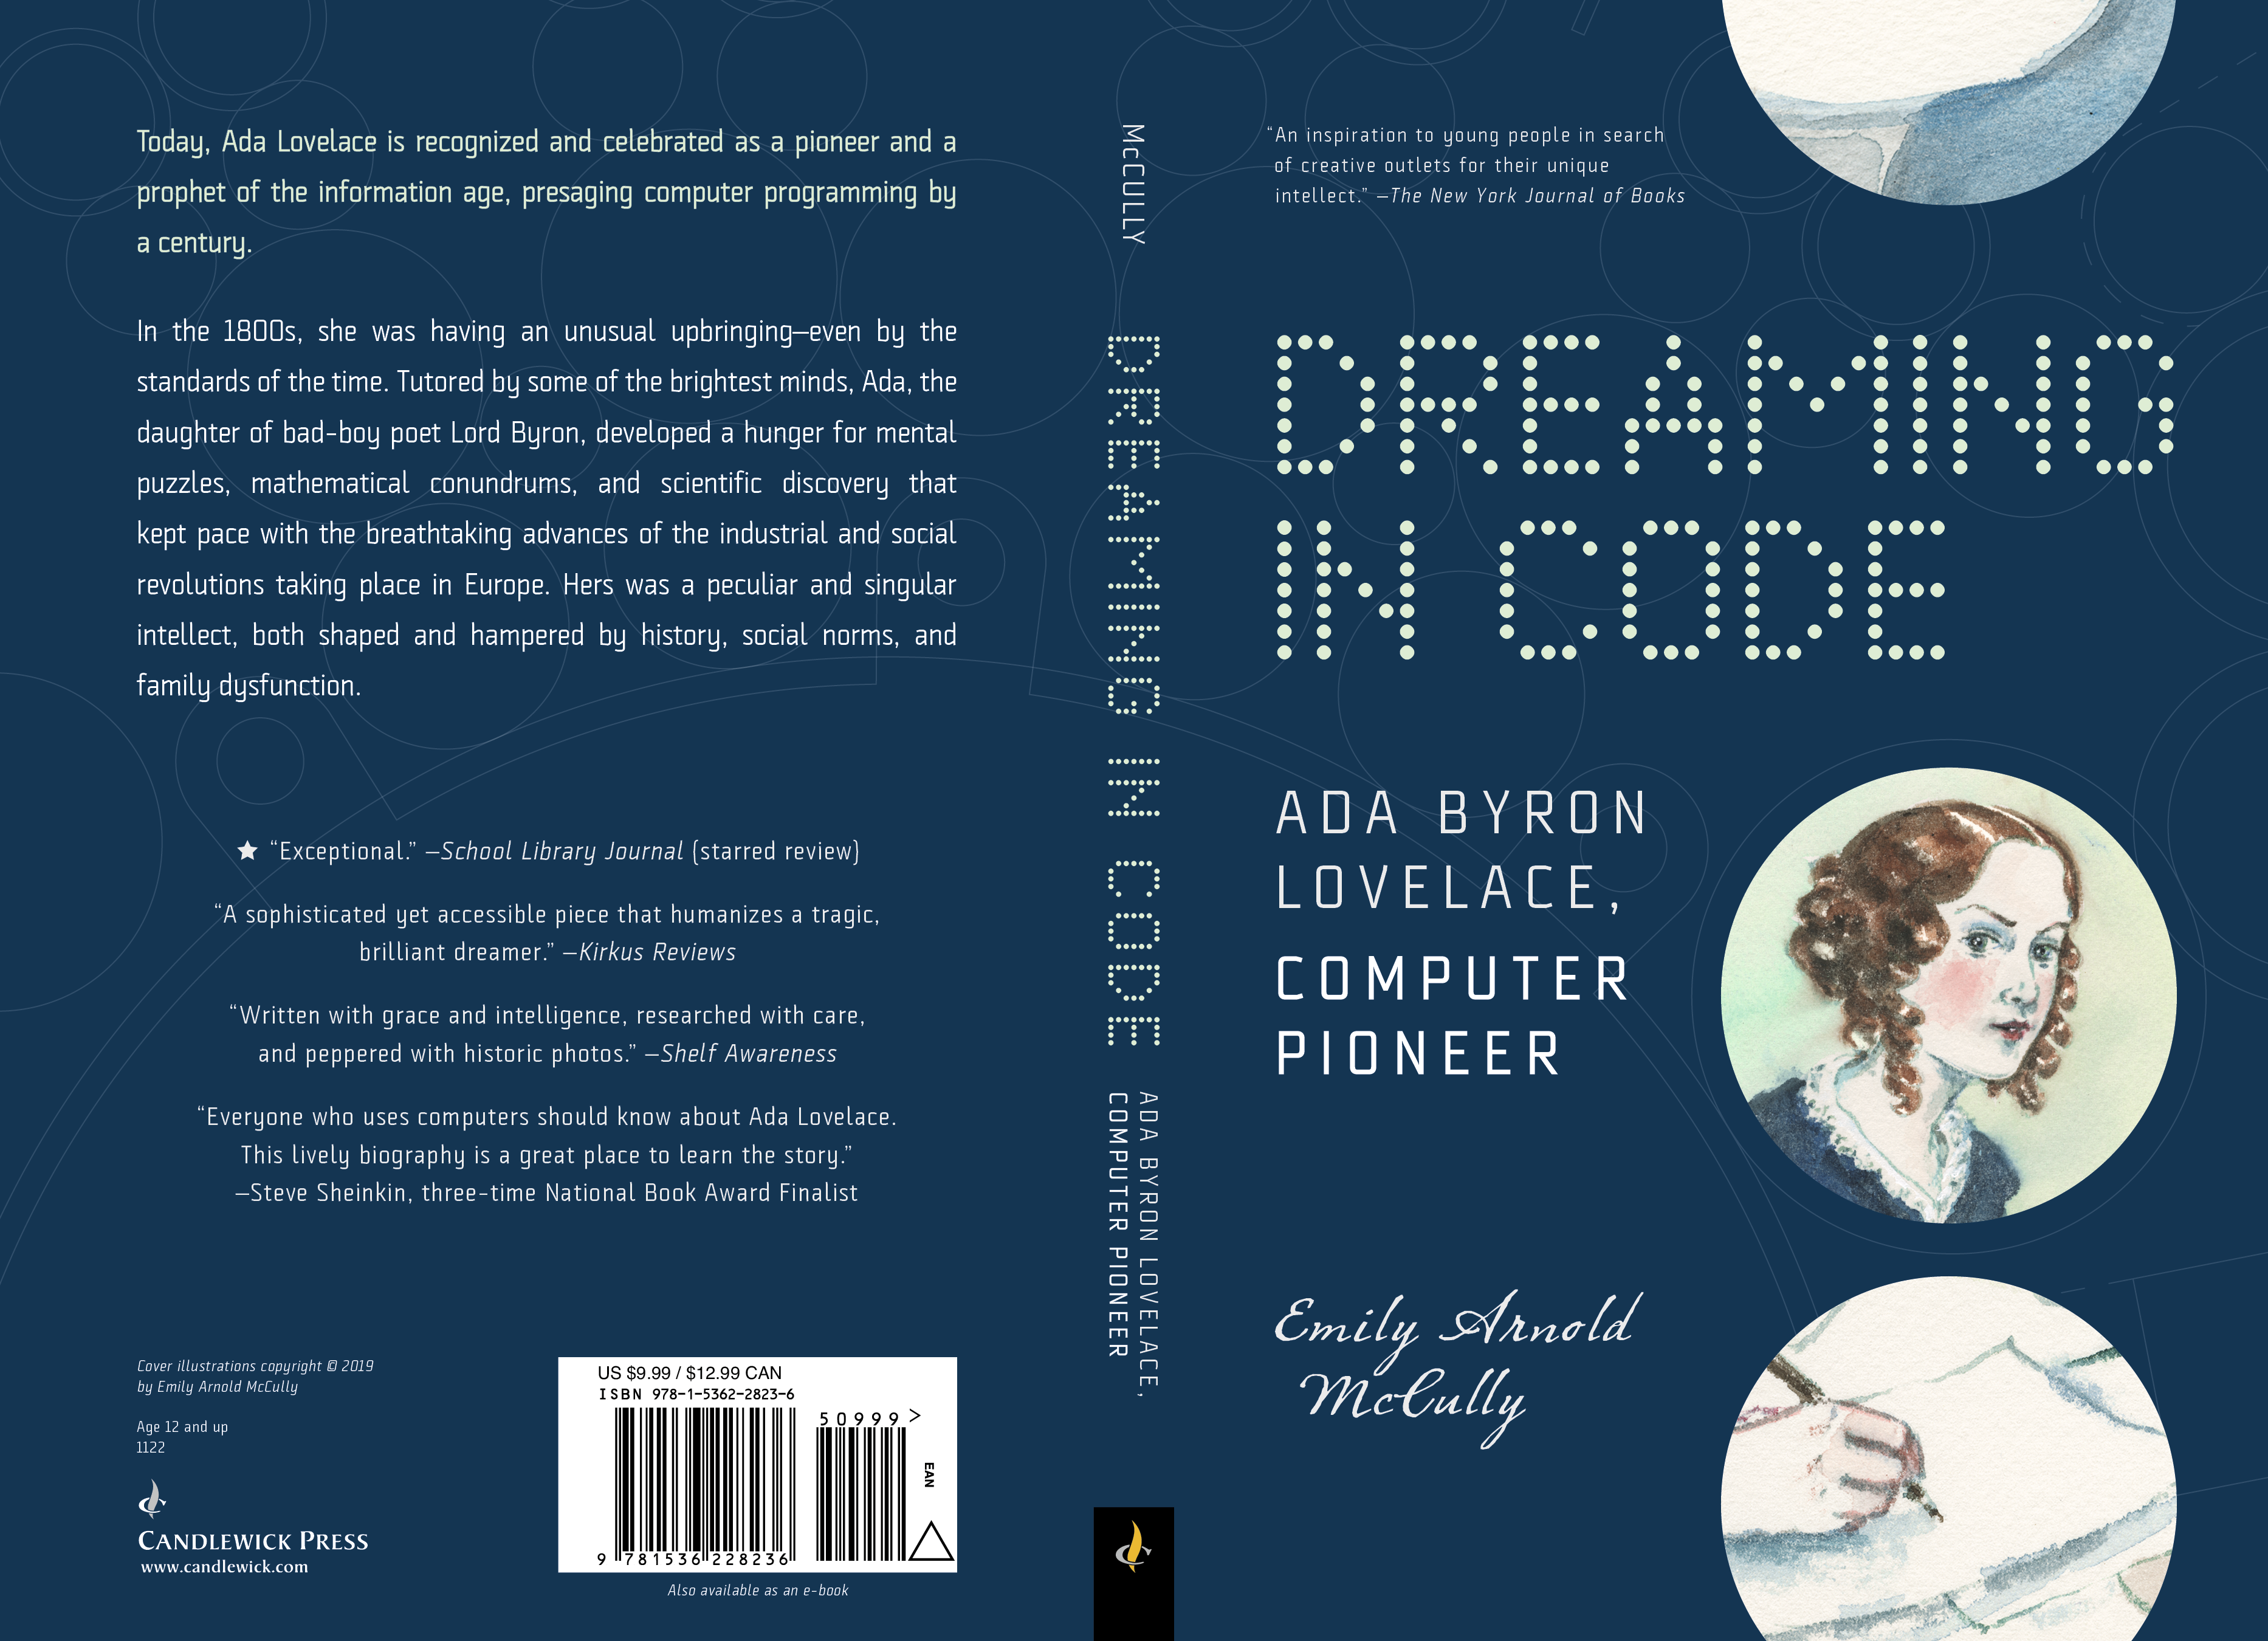 Today, Ada Lovelace is recognized and celebrated as a pioneer and a
prophet of the information age, presaging computer programming by
a century.
In the 1800s, she was having an unusual upbringing—even by the
standards of the time. Tutored by some of the brightest minds, Ada, the
daughter of bad-boy poet Lord Byron, developed a hunger for mental
puzzles, mathematical conundrums, and scientific discovery that
kept pace with the breathtaking advances of the industrial and social
revolutions taking place in Europe. Hers was a peculiar and singular
intellect, both shaped and hampered by history, social norms, and
family dysfunction.
★ “Exceptional.” —School Library Journal (starred review)
“A sophisticated yet accessible piece that humanizes a tragic,
brilliant dreamer.” —Kirkus Reviews
“Written with grace and intelligence, researched with care,
and peppered with historic photos.” —Shelf Awareness
“Everyone who uses computers should know about Ada Lovelace.
This lively biography is a great place to learn the story.”
—Steve Sheinkin, three-time National Book Award Finalist
Cover illustrations copyright © 2019
by Emily Arnold McCully
Age 12 and up
1122
CANDLEWICK PRESS
www.candlewick.com
US $9.99 / $12.99 CAN
ISBN 978-1-5362-2823-6
50999>
EAN
9 781536 228236
Also available as an e-book
McCULLY
DREAMING IN CODE
ADA BYRON LOVELACE,
COMPUTER PIONEER
“An inspiration to young people in search
of creative outlets for their unique
intellect.” —The New York Journal of Books
DREAMING
IN CODE
ADA BYRON
LOVELACE,
COMPUTER
PIONEER
Emily Arnold
McCully